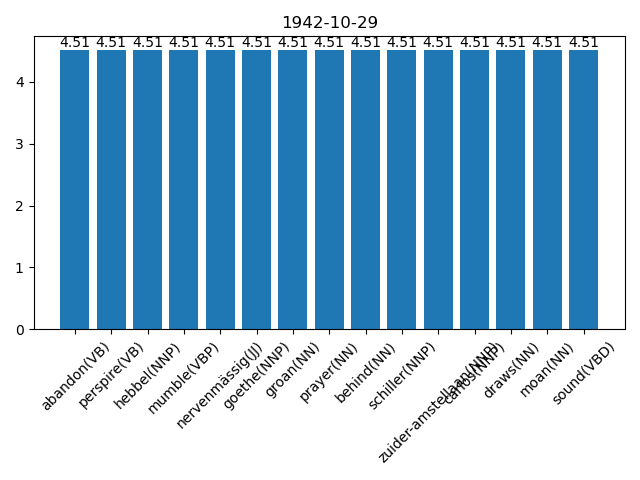 1942-10-29
4.51 4.51 4.51 4.51 4.51 4.51 4.51 4.51 4.51 4.51 4.51 4.51 4.51 4.51 4.51
4
3
2
1
0
abandon(VB)
perspire(VB)
hebbel(NNP)
mumble(VBP)
nervenmässig(JJ)
goethe(NNP)
groan(NN)
prayer(NN)
behind(NN)
schiller(NNP)
zuider-amstellaan(NNP)
carlos(NNP)
draws(NN)
moan(NN)
sound(VBD)